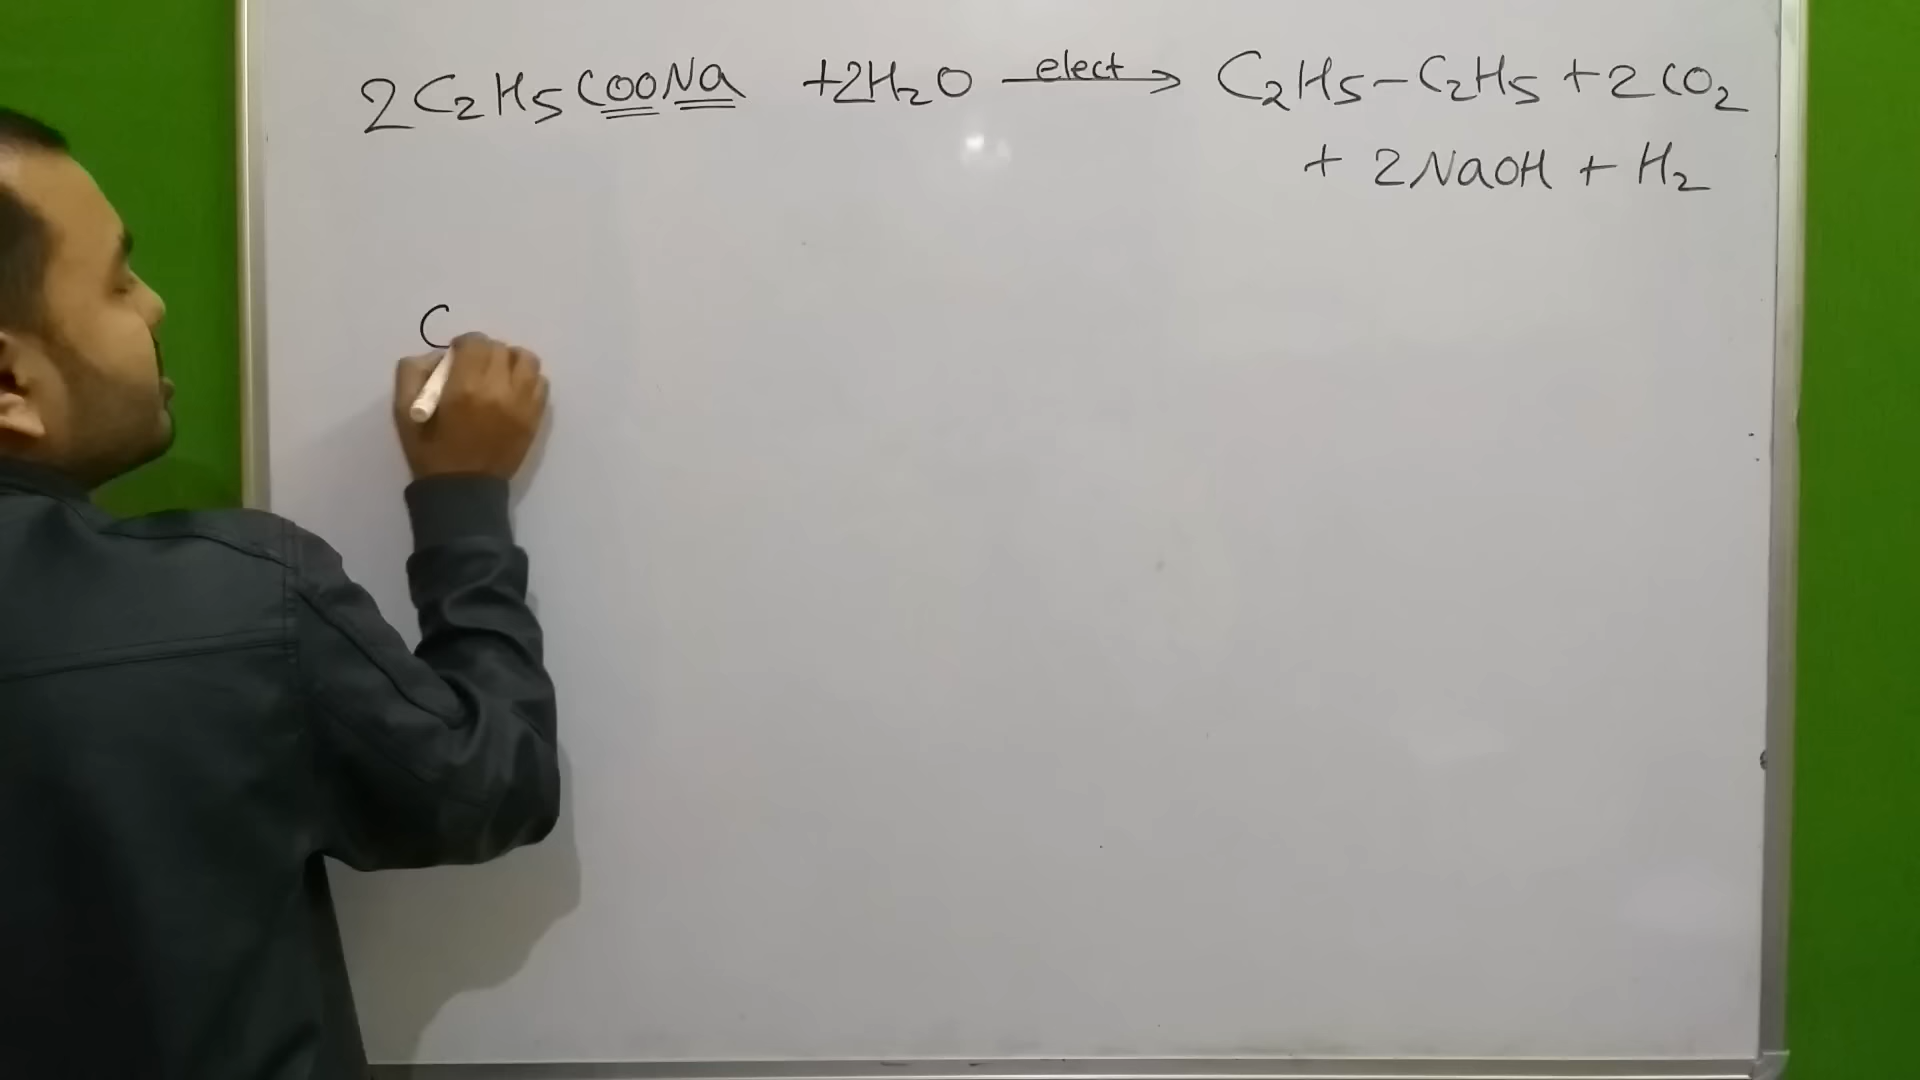 2C₂H₅COONa +2H₂O elect → C₂H₅-C₂H₅ + 2CO₂
+ 2NaOH + H₂
C